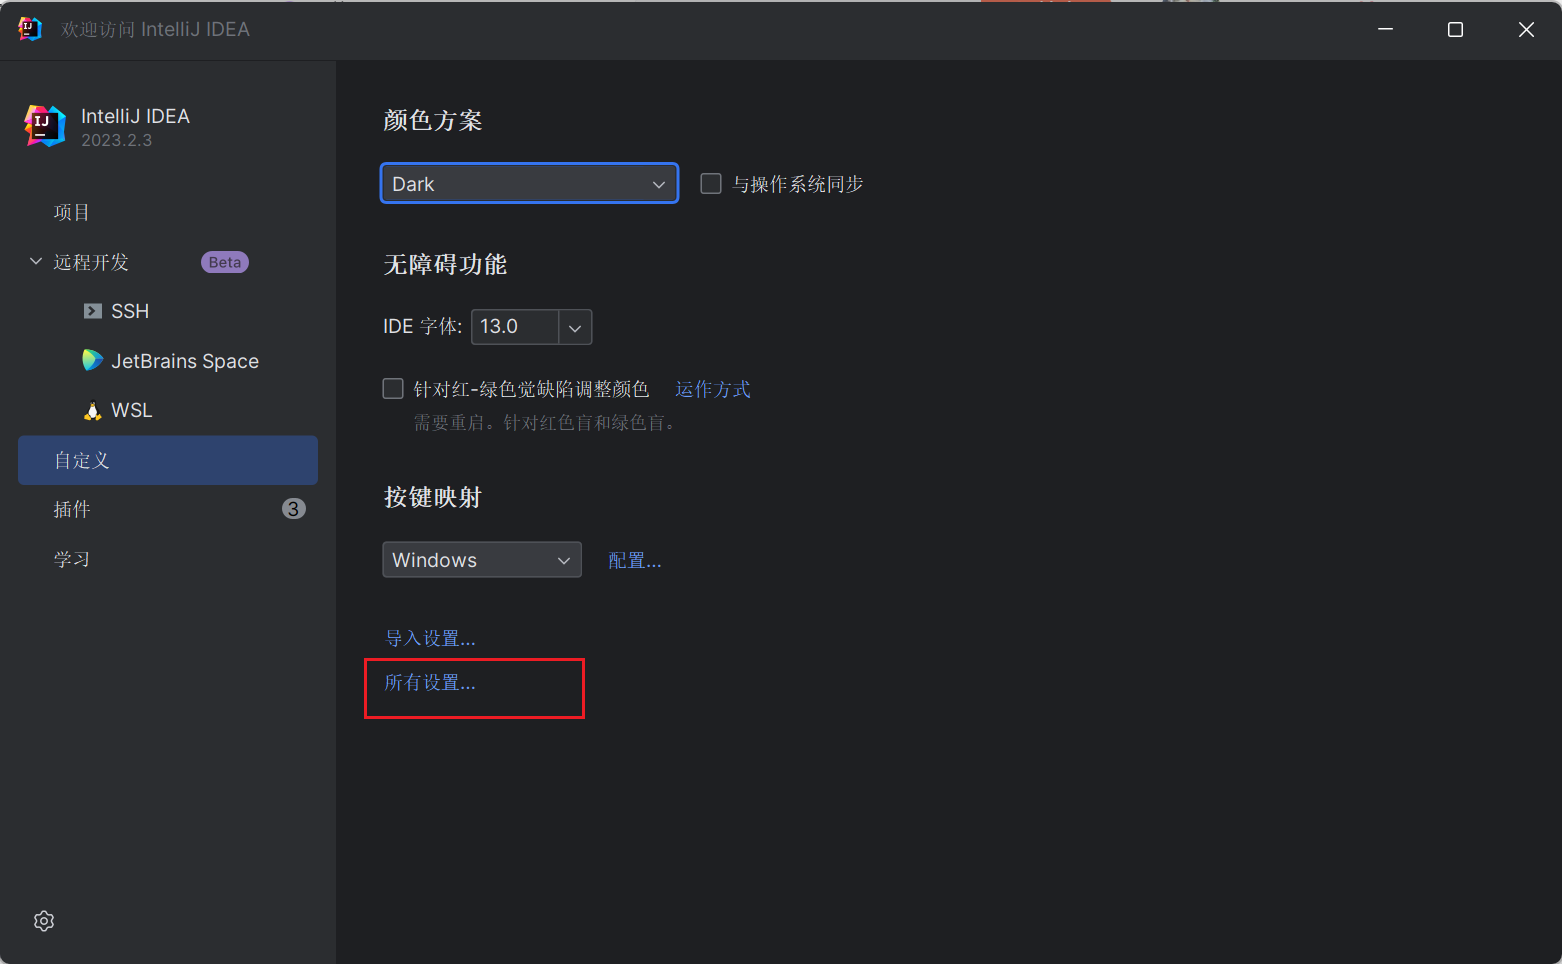 欢迎访问 IntelliJ IDEA
IntelliJ IDEA
2023.2.3
项目
远程开发 Beta
SSH
JetBrains Space
WSL
自定义
插件 3
学习
颜色方案
Dark 与操作系统同步
无障碍功能
IDE 字体: 13.0
针对红-绿色觉缺陷调整颜色 运作方式
需要重启。针对红色盲和绿色盲。
按键映射
Windows 配置...
导入设置...
所有设置...